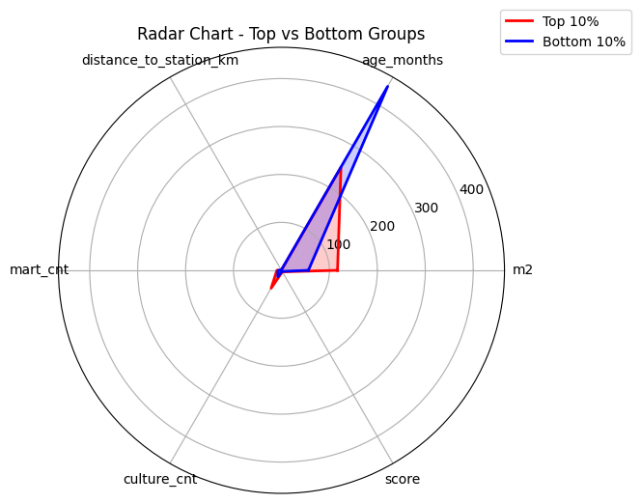 Top 10%
Bottom 10%
Radar Chart - Top vs Bottom Groups
distance_to_station_km
age_months
400
300
200
100
mart_cnt
m2
culture_cnt
score